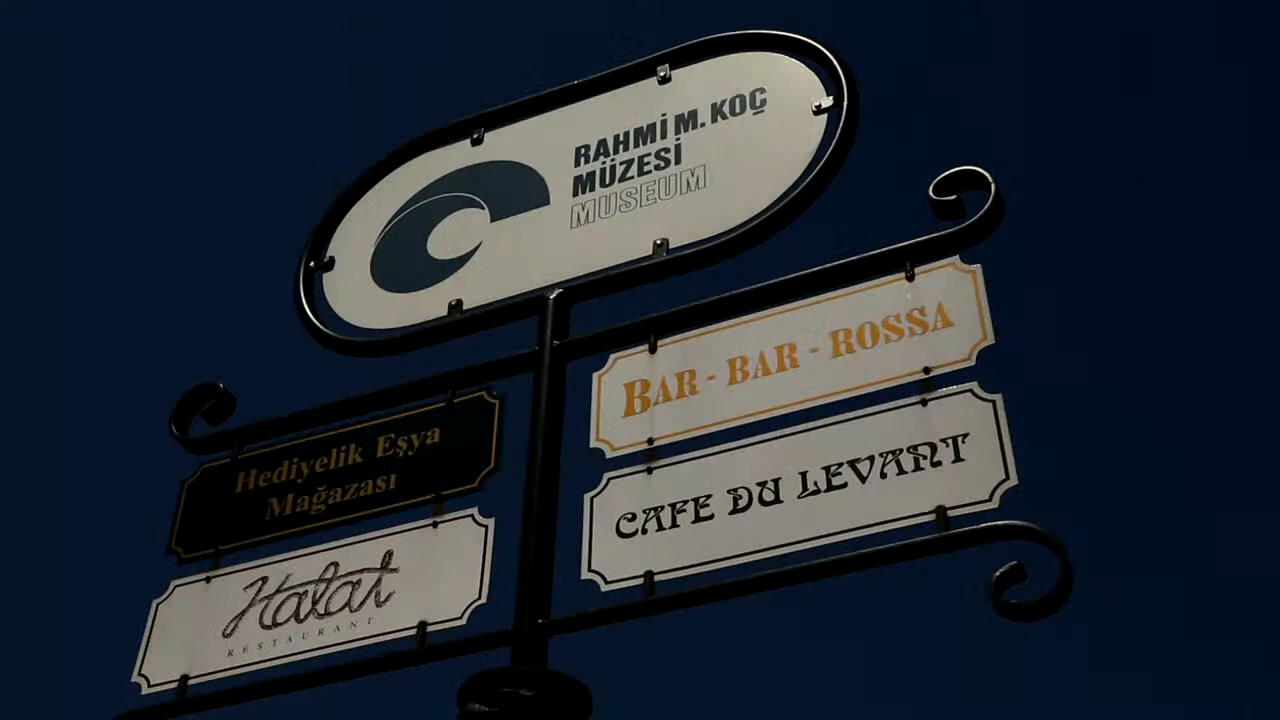 RAHMİ M. KOÇ
MÜZESİ
MUSEUM
BAR - BAR - ROSSA
CAFE DU LEVANT
Hediyelik Eşya
Mağazası
Halat
RESTAURANT